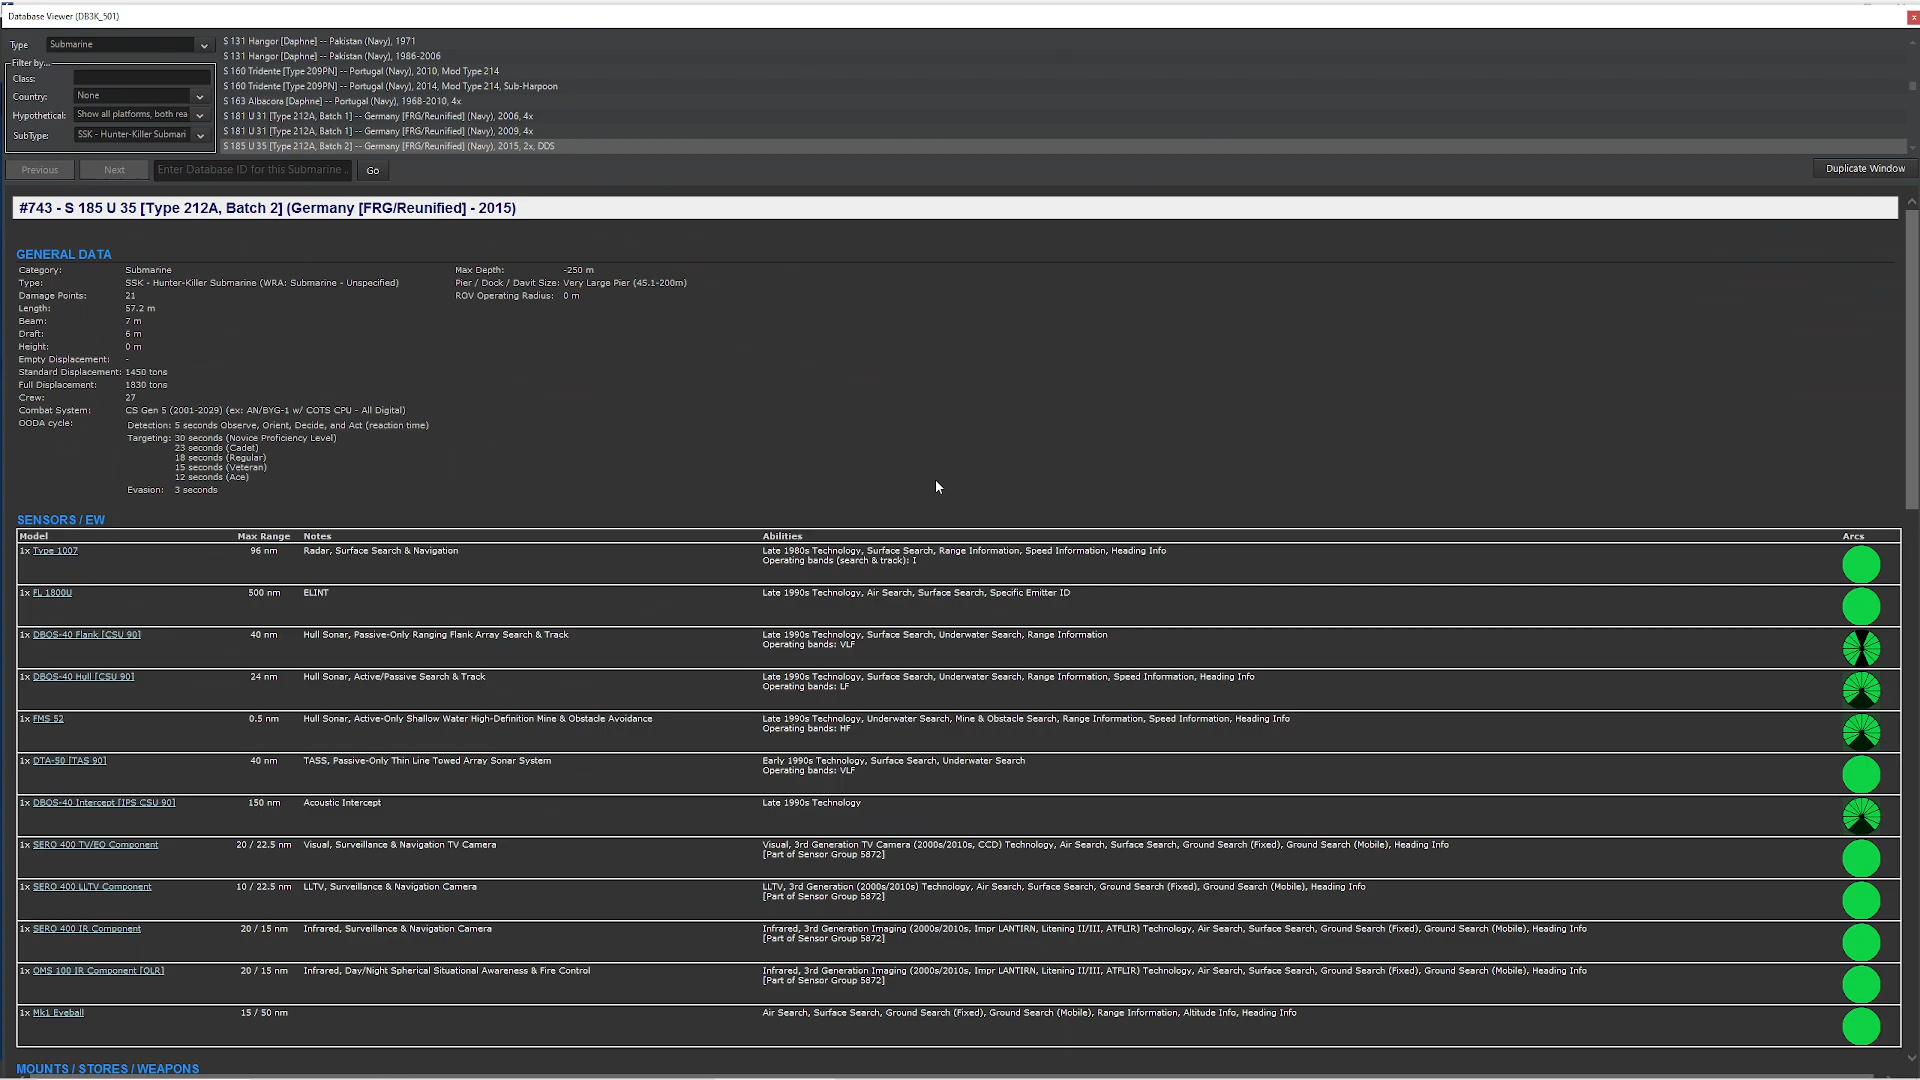 Database Viewer (DB3K_501)
Type Submarine
Filter by...
Class:
Country: None
Hypothetical: Show all platforms, both rea
SubType: SSK - Hunter-Killer Submari
S 131 Hangor [Daphne] -- Pakistan (Navy), 1971
S 131 Hangor [Daphne] -- Pakistan (Navy), 1986-2006
S 160 Tridente [Type 209PN] -- Portugal (Navy), 2010, Mod Type 214
S 160 Tridente [Type 209PN] -- Portugal (Navy), 2014, Mod Type 214, Sub-Harpoon
S 163 Albacora [Daphne] -- Portugal (Navy), 1968-2010, 4x
S 181 U 31 [Type 212A, Batch 1] -- Germany [FRG/Reunified] (Navy), 2006, 4x
S 181 U 31 [Type 212A, Batch 1] -- Germany [FRG/Reunified] (Navy), 2009, 4x
S 185 U 35 [Type 212A, Batch 2] -- Germany [FRG/Reunified] (Navy), 2015, 2x, DDS
Previous Next Enter Database ID for this Submarine .. Go Duplicate Window
#743 - S 185 U 35 [Type 212A, Batch 2] (Germany [FRG/Reunified] - 2015)
GENERAL DATA
Category: Submarine
Type: SSK - Hunter-Killer Submarine (WRA: Submarine - Unspecified)
Damage Points: 21
Length: 57.2 m
Beam: 7 m
Draft: 6 m
Height: 0 m
Empty Displacement: -
Standard Displacement: 1450 tons
Full Displacement: 1830 tons
Crew: 27
Combat System: CS Gen 5 (2001-2029) (ex: AN/BYG-1 w/ COTS CPU - All Digital)
OODA cycle: Detection: 5 seconds Observe, Orient, Decide, and Act (reaction time)
Targeting: 30 seconds (Novice Proficiency Level)
23 seconds (Cadet)
18 seconds (Regular)
15 seconds (Veteran)
12 seconds (Ace)
Evasion: 3 seconds
Max Depth: -250 m
Pier / Dock / Davit Size: Very Large Pier (45.1-200m)
ROV Operating Radius: 0 m
SENSORS / EW
Model Max Range Notes Abilities Arcs
1x Type 1007 96 nm Radar, Surface Search & Navigation Late 1980s Technology, Surface Search, Range Information, Speed Information, Heading Info
Operating bands (search & track): I
1x FL 1800U 500 nm ELINT Late 1990s Technology, Air Search, Surface Search, Specific Emitter ID
1x DBQS-40 Flank [CSU 90] 40 nm Hull Sonar, Passive-Only Ranging Flank Array Search & Track Late 1990s Technology, Surface Search, Underwater Search, Range Information
Operating bands: VLF
1x DBQS-40 Hull [CSU 90] 24 nm Hull Sonar, Active/Passive Search & Track Late 1990s Technology, Surface Search, Underwater Search, Range Information, Speed Information, Heading Info
Operating bands: LF
1x FMS 52 0.5 nm Hull Sonar, Active-Only Shallow Water High-Definition Mine & Obstacle Avoidance Late 1990s Technology, Underwater Search, Mine & Obstacle Search, Range Information, Speed Information, Heading Info
Operating bands: HF
1x DTA-50 [TAS 90] 40 nm TASS, Passive-Only Thin Line Towed Array Sonar System Early 1990s Technology, Surface Search, Underwater Search
Operating bands: VLF
1x DBQS-40 Intercept [IPS CSU 90] 150 nm Acoustic Intercept Late 1990s Technology
1x SERO 400 TV/EO Component 20 / 22.5 nm Visual, Surveillance & Navigation TV Camera Visual, 3rd Generation TV Camera (2000s/2010s, CCD) Technology, Air Search, Surface Search, Ground Search (Fixed), Ground Search (Mobile), Heading Info
[Part of Sensor Group 5872]
1x SERO 400 LLTV Component 10 / 22.5 nm LLTV, Surveillance & Navigation Camera LLTV, 3rd Generation (2000s/2010s) Technology, Air Search, Surface Search, Ground Search (Fixed), Ground Search (Mobile), Heading Info
[Part of Sensor Group 5872]
1x SERO 400 IR Component 20 / 15 nm Infrared, Surveillance & Navigation Camera Infrared, 3rd Generation Imaging (2000s/2010s, Impr LANTIRN, Litening II/III, ATFLIR) Technology, Air Search, Surface Search, Ground Search (Fixed), Ground Search (Mobile), Heading Info
[Part of Sensor Group 5872]
1x OMS 100 IR Component [OLR] 20 / 15 nm Infrared, Day/Night Spherical Situational Awareness & Fire Control Infrared, 3rd Generation Imaging (2000s/2010s, Impr LANTIRN, Litening II/III, ATFLIR) Technology, Air Search, Surface Search, Ground Search (Fixed), Ground Search (Mobile), Heading Info
[Part of Sensor Group 5872]
1x Mk1 Eyeball 15 / 50 nm Air Search, Surface Search, Ground Search (Fixed), Ground Search (Mobile), Range Information, Altitude Info, Heading Info
MOUNTS / STORES / WEAPONS